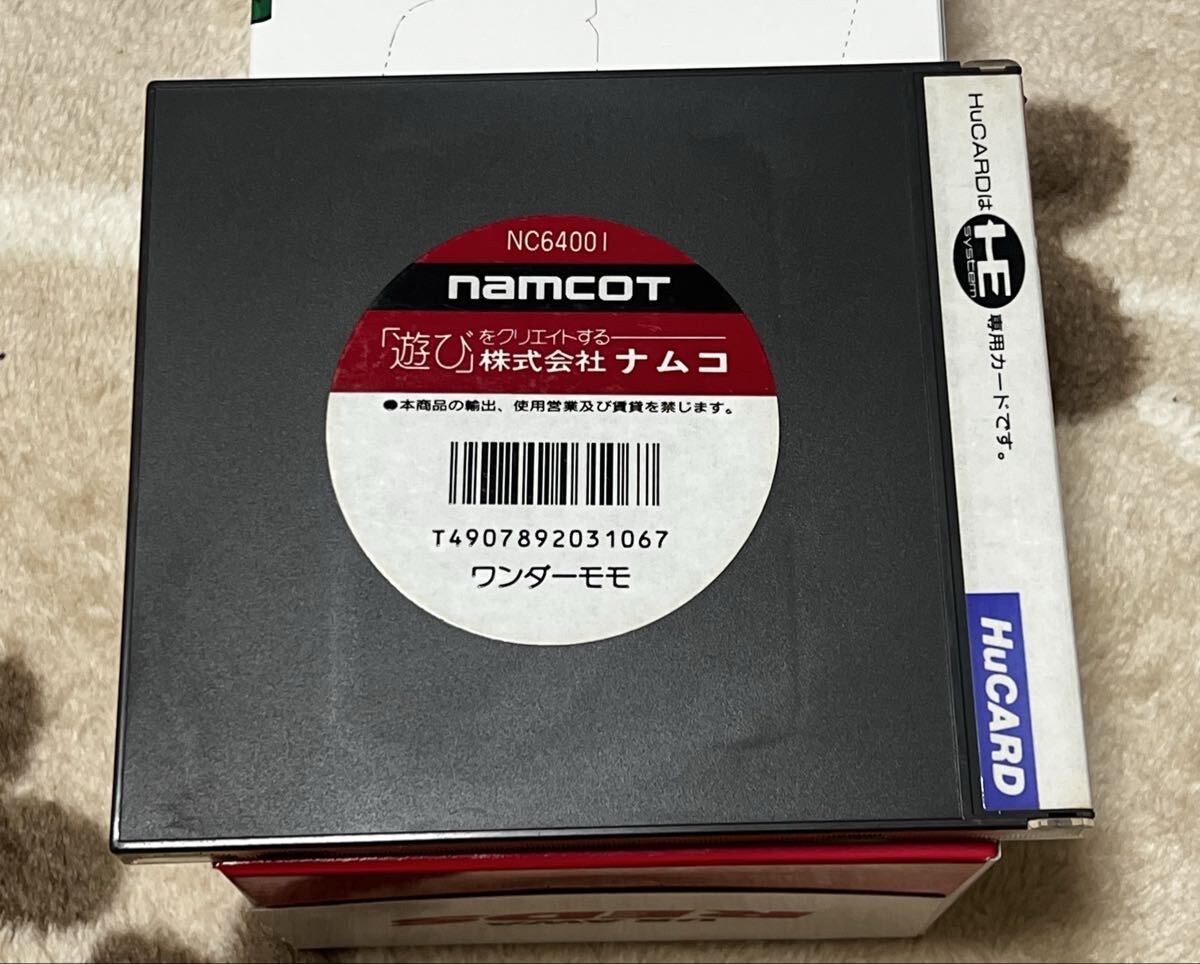 NC64001
namcoT
「遊び」をクリエイトする
株式会社 ナムコ
●本商品の輸出、使用営業及び賃貸を禁じます。
T4907892031067
ワンダーモモ
HuCARDは HE system 専用カードです。
HuCARD